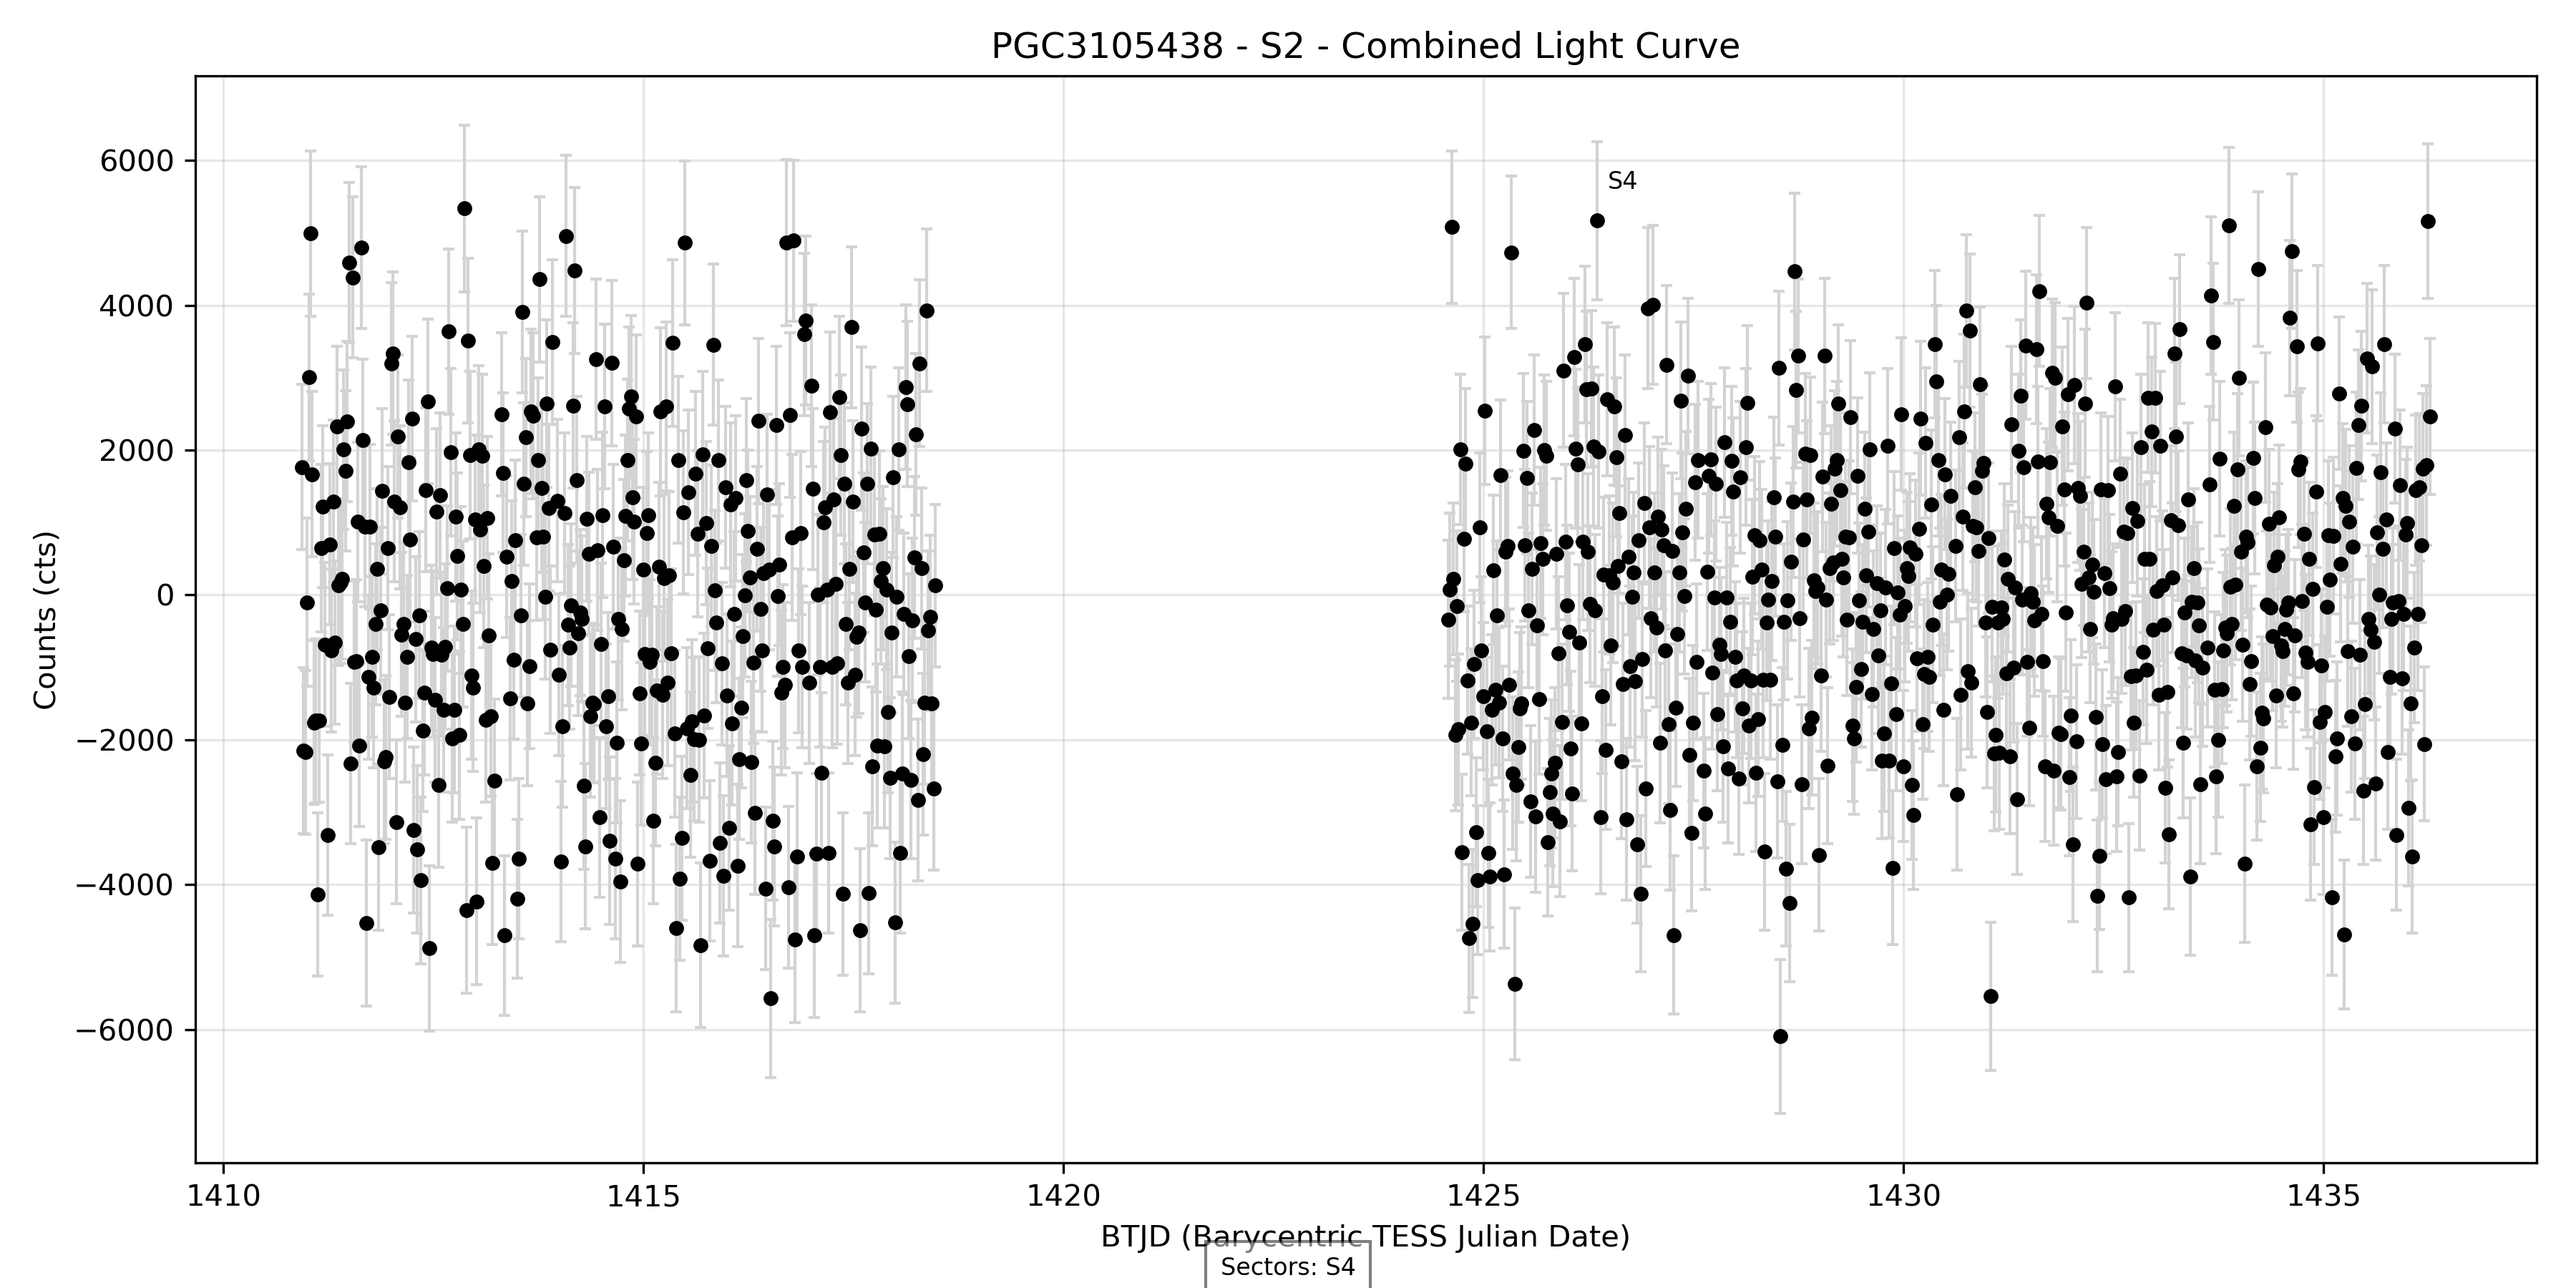 PGC3105438 - S2 - Combined Light Curve
6000
4000
2000
0
−2000
−4000
−6000
Counts (cts)
S4
1410
1415
1420
1425
1430
1435
BTJD (Barycentric TESS Julian Date)
Sectors: S4